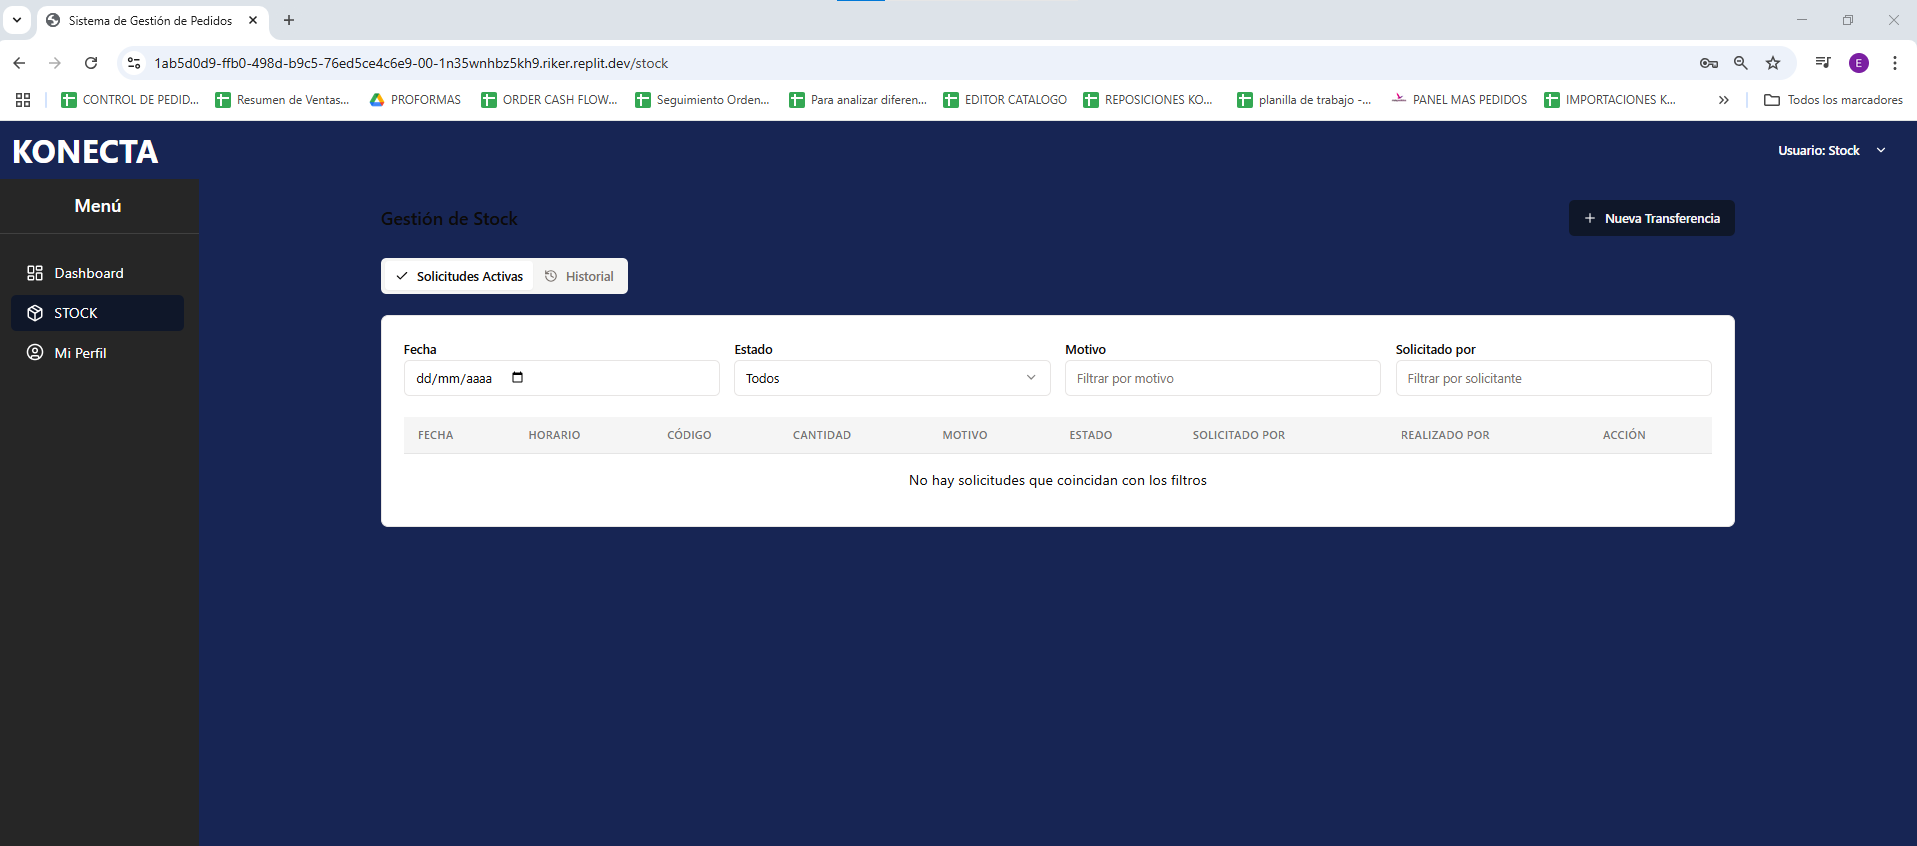 Sistema de Gestión de Pedidos
1ab5d0d9-ffb0-498d-b9c5-76ed5ce4c6e9-00-1n35wnhbz5kh9.riker.replit.dev/stock
E
CONTROL DE PEDID...
Resumen de Ventas...
PROFORMAS
ORDER CASH FLOW...
Seguimiento Orden...
Para analizar diferen...
EDITOR CATALOGO
REPOSICIONES KO...
planilla de trabajo -...
PANEL MAS PEDIDOS
IMPORTACIONES K...
Todos los marcadores
KONECTA
Usuario: Stock
Menú
Dashboard
STOCK
Mi Perfil
Gestión de Stock
Nueva Transferencia
Solicitudes Activas
Historial
Fecha
Estado
Motivo
Solicitado por
dd/mm/aaaa
Todos
Filtrar por motivo
Filtrar por solicitante
FECHA
HORARIO
CÓDIGO
CANTIDAD
MOTIVO
ESTADO
SOLICITADO POR
REALIZADO POR
ACCIÓN
No hay solicitudes que coincidan con los filtros